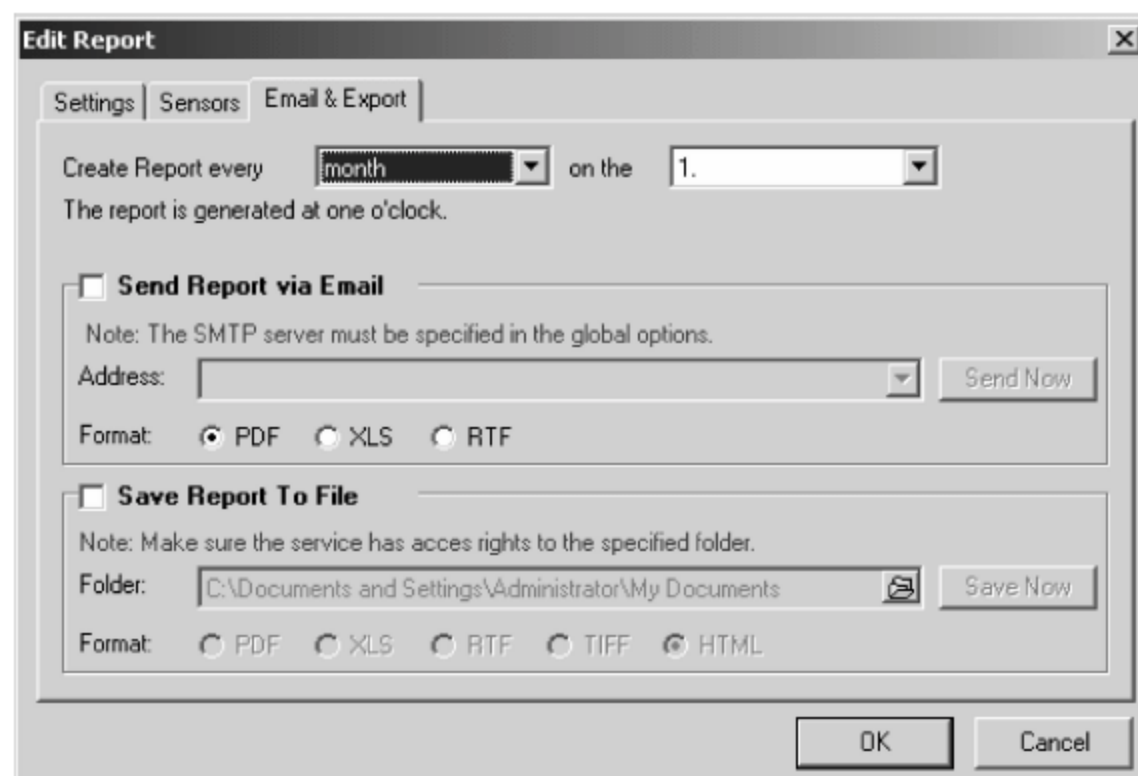 Edit Report
Settings Sensors Email & Export
Create Report every month on the 1.
The report is generated at one o'clock.
Send Report via Email
Note: The SMTP server must be specified in the global options.
Address: Send Now
Format: PDF XLS RTF
Save Report To File
Note: Make sure the service has acces rights to the specified folder.
Folder: C:\Documents and Settings\Administrator\My Documents Save Now
Format: PDF XLS RTF TIFF HTML
OK Cancel